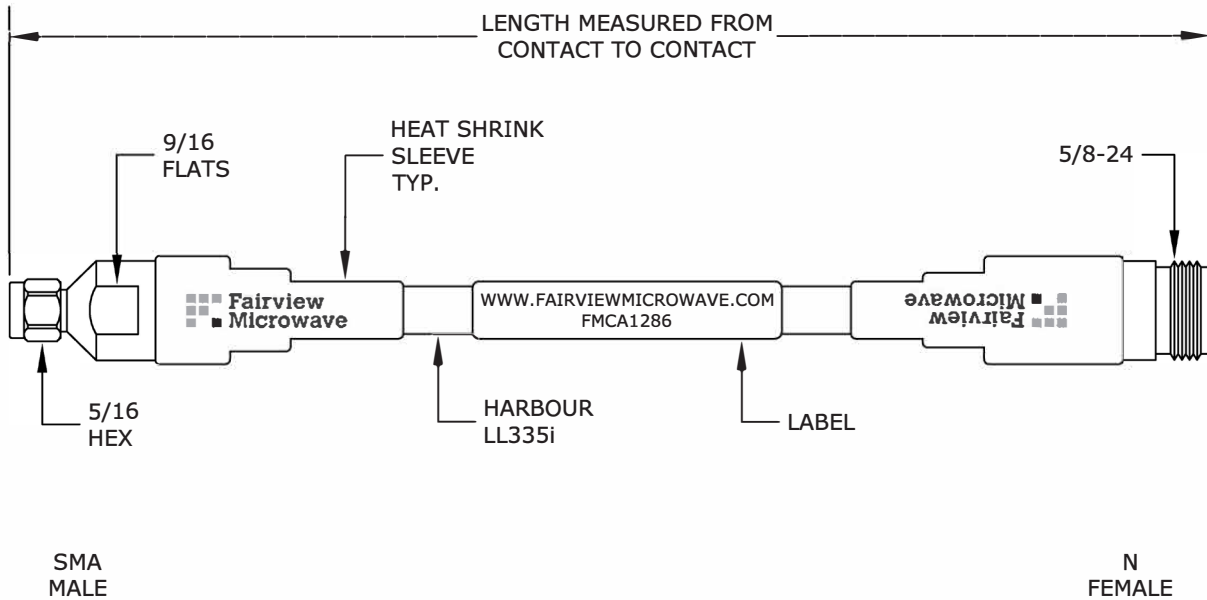 LENGTH MEASURED FROM
CONTACT TO CONTACT
9/16
FLATS
HEAT SHRINK
SLEEVE
TYP.
5/8-24
Fairview
Microwave
WWW.FAIRVIEWMICROWAVE.COM
FMCA1286
Fairview
Microwave
5/16
HEX
HARBOUR
LL335i
LABEL
SMA
MALE
N
FEMALE